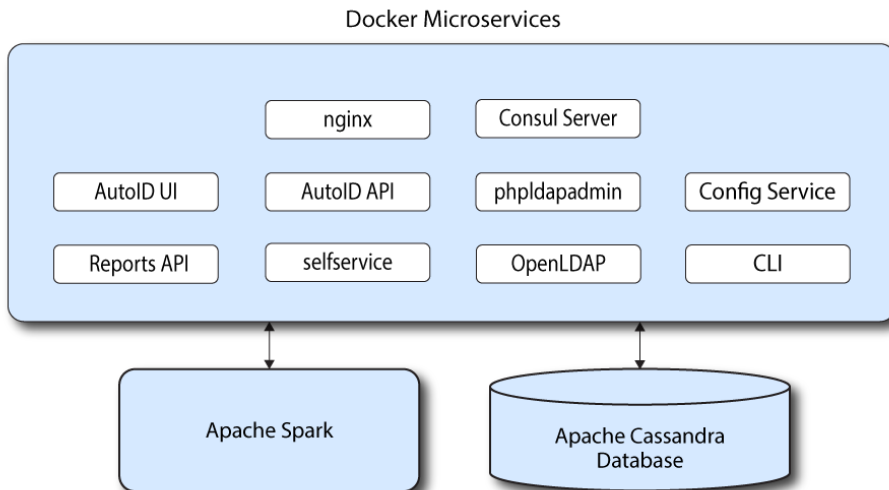 Docker Microservices
nginx
Consul Server
AutoID UI
AutoID API
phpldapadmin
Config Service
Reports API
selfservice
OpenLDAP
CLI
Apache Spark
Apache Cassandra
Database